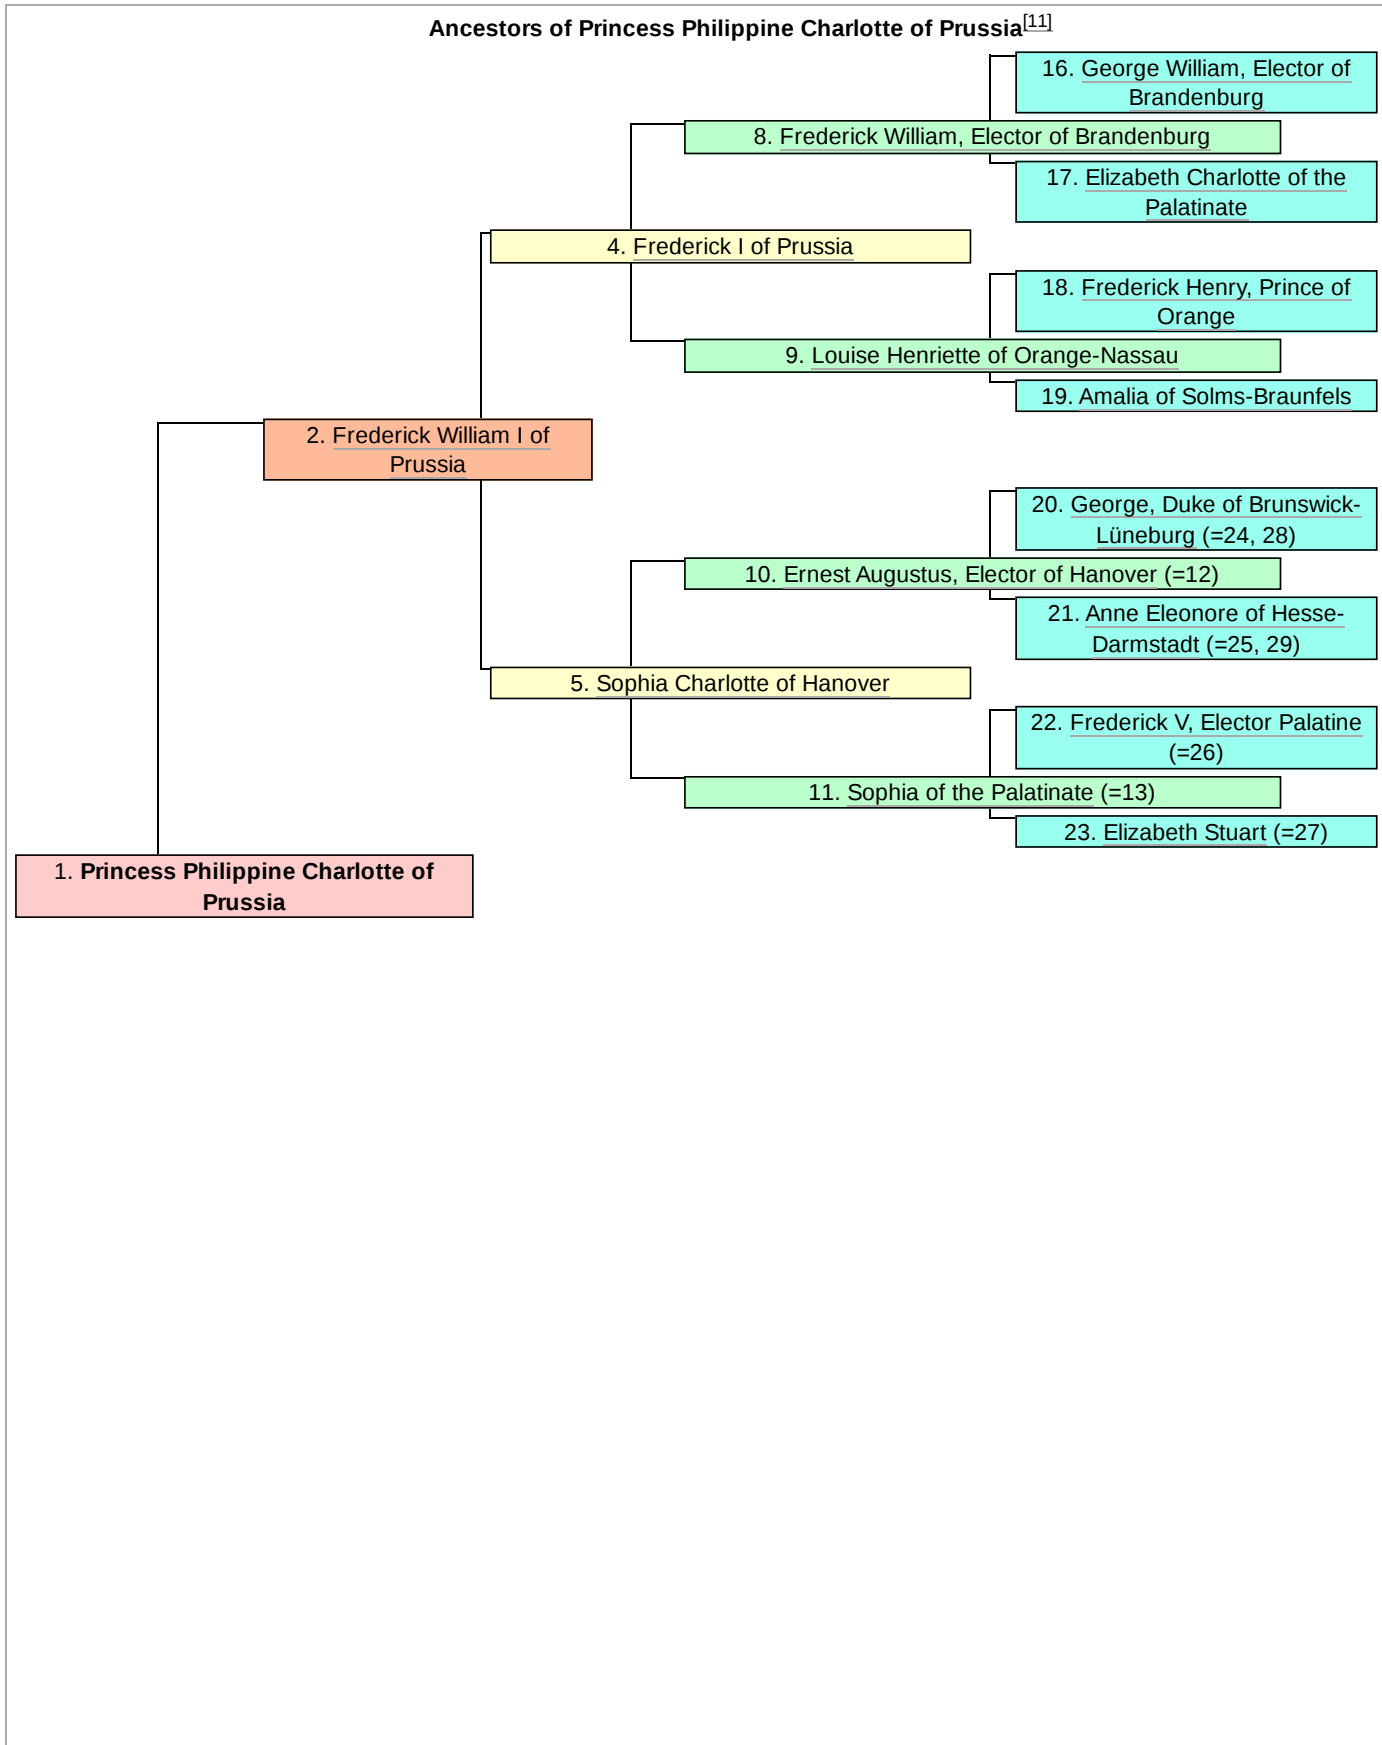 Ancestors of Princess Philippine Charlotte of Prussia[11]
16. George William, Elector of
Brandenburg
8. Frederick William, Elector of Brandenburg
17. Elizabeth Charlotte of the
Palatinate
4. Frederick I of Prussia
18. Frederick Henry, Prince of
Orange
9. Louise Henriette of Orange-Nassau
19. Amalia of Solms-Braunfels
2. Frederick William I of
Prussia
20. George, Duke of Brunswick-
Lüneburg (=24, 28)
10. Ernest Augustus, Elector of Hanover (=12)
21. Anne Eleonore of Hesse-
Darmstadt (=25, 29)
5. Sophia Charlotte of Hanover
22. Frederick V, Elector Palatine
(=26)
11. Sophia of the Palatinate (=13)
23. Elizabeth Stuart (=27)
1. Princess Philippine Charlotte of
Prussia